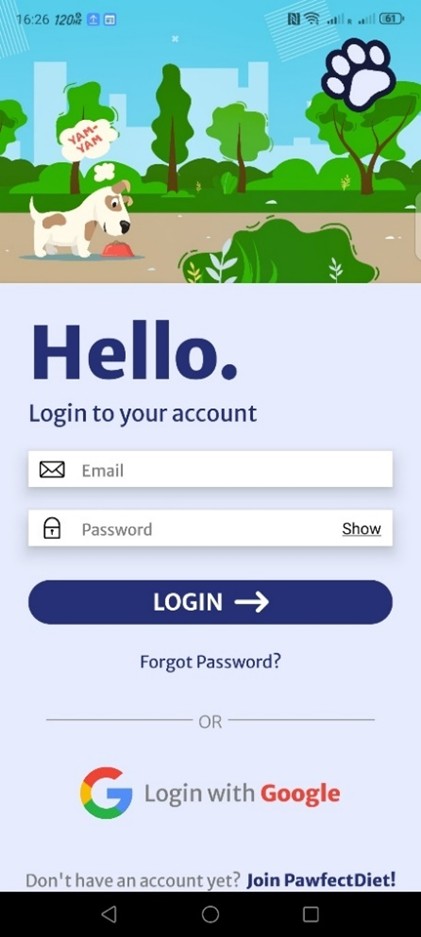 16:26 120
61
YAM-
YAM
Hello.
Login to your account
Email
Password Show
LOGIN
Forgot Password?
OR
Login with Google
Don't have an account yet? Join PawfectDiet!